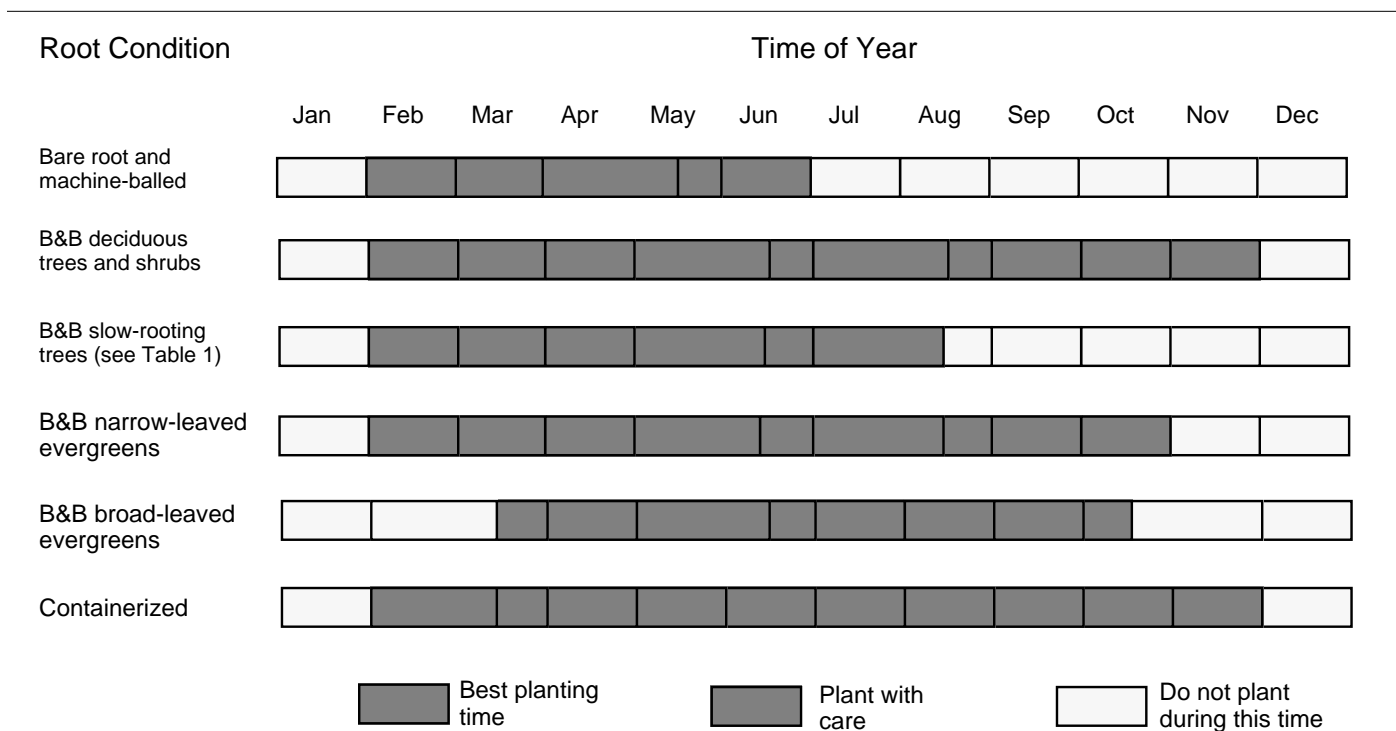 Root Condition
Time of Year
Jan Feb Mar Apr May Jun Jul Aug Sep Oct Nov Dec
Bare root and
machine-balled
B&B deciduous
trees and shrubs
B&B slow-rooting
trees (see Table 1)
B&B narrow-leaved
evergreens
B&B broad-leaved
evergreens
Containerized
Best planting
time
Plant with
care
Do not plant
during this time